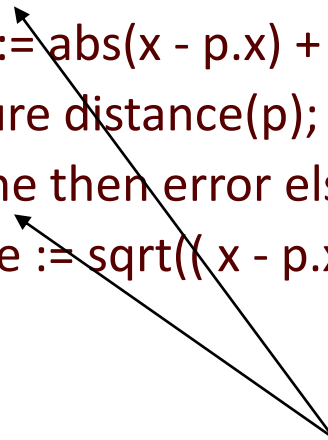 := abs(x - p.x) +
ure distance(p);
ne then error els
e := sqrt(( x - p.x